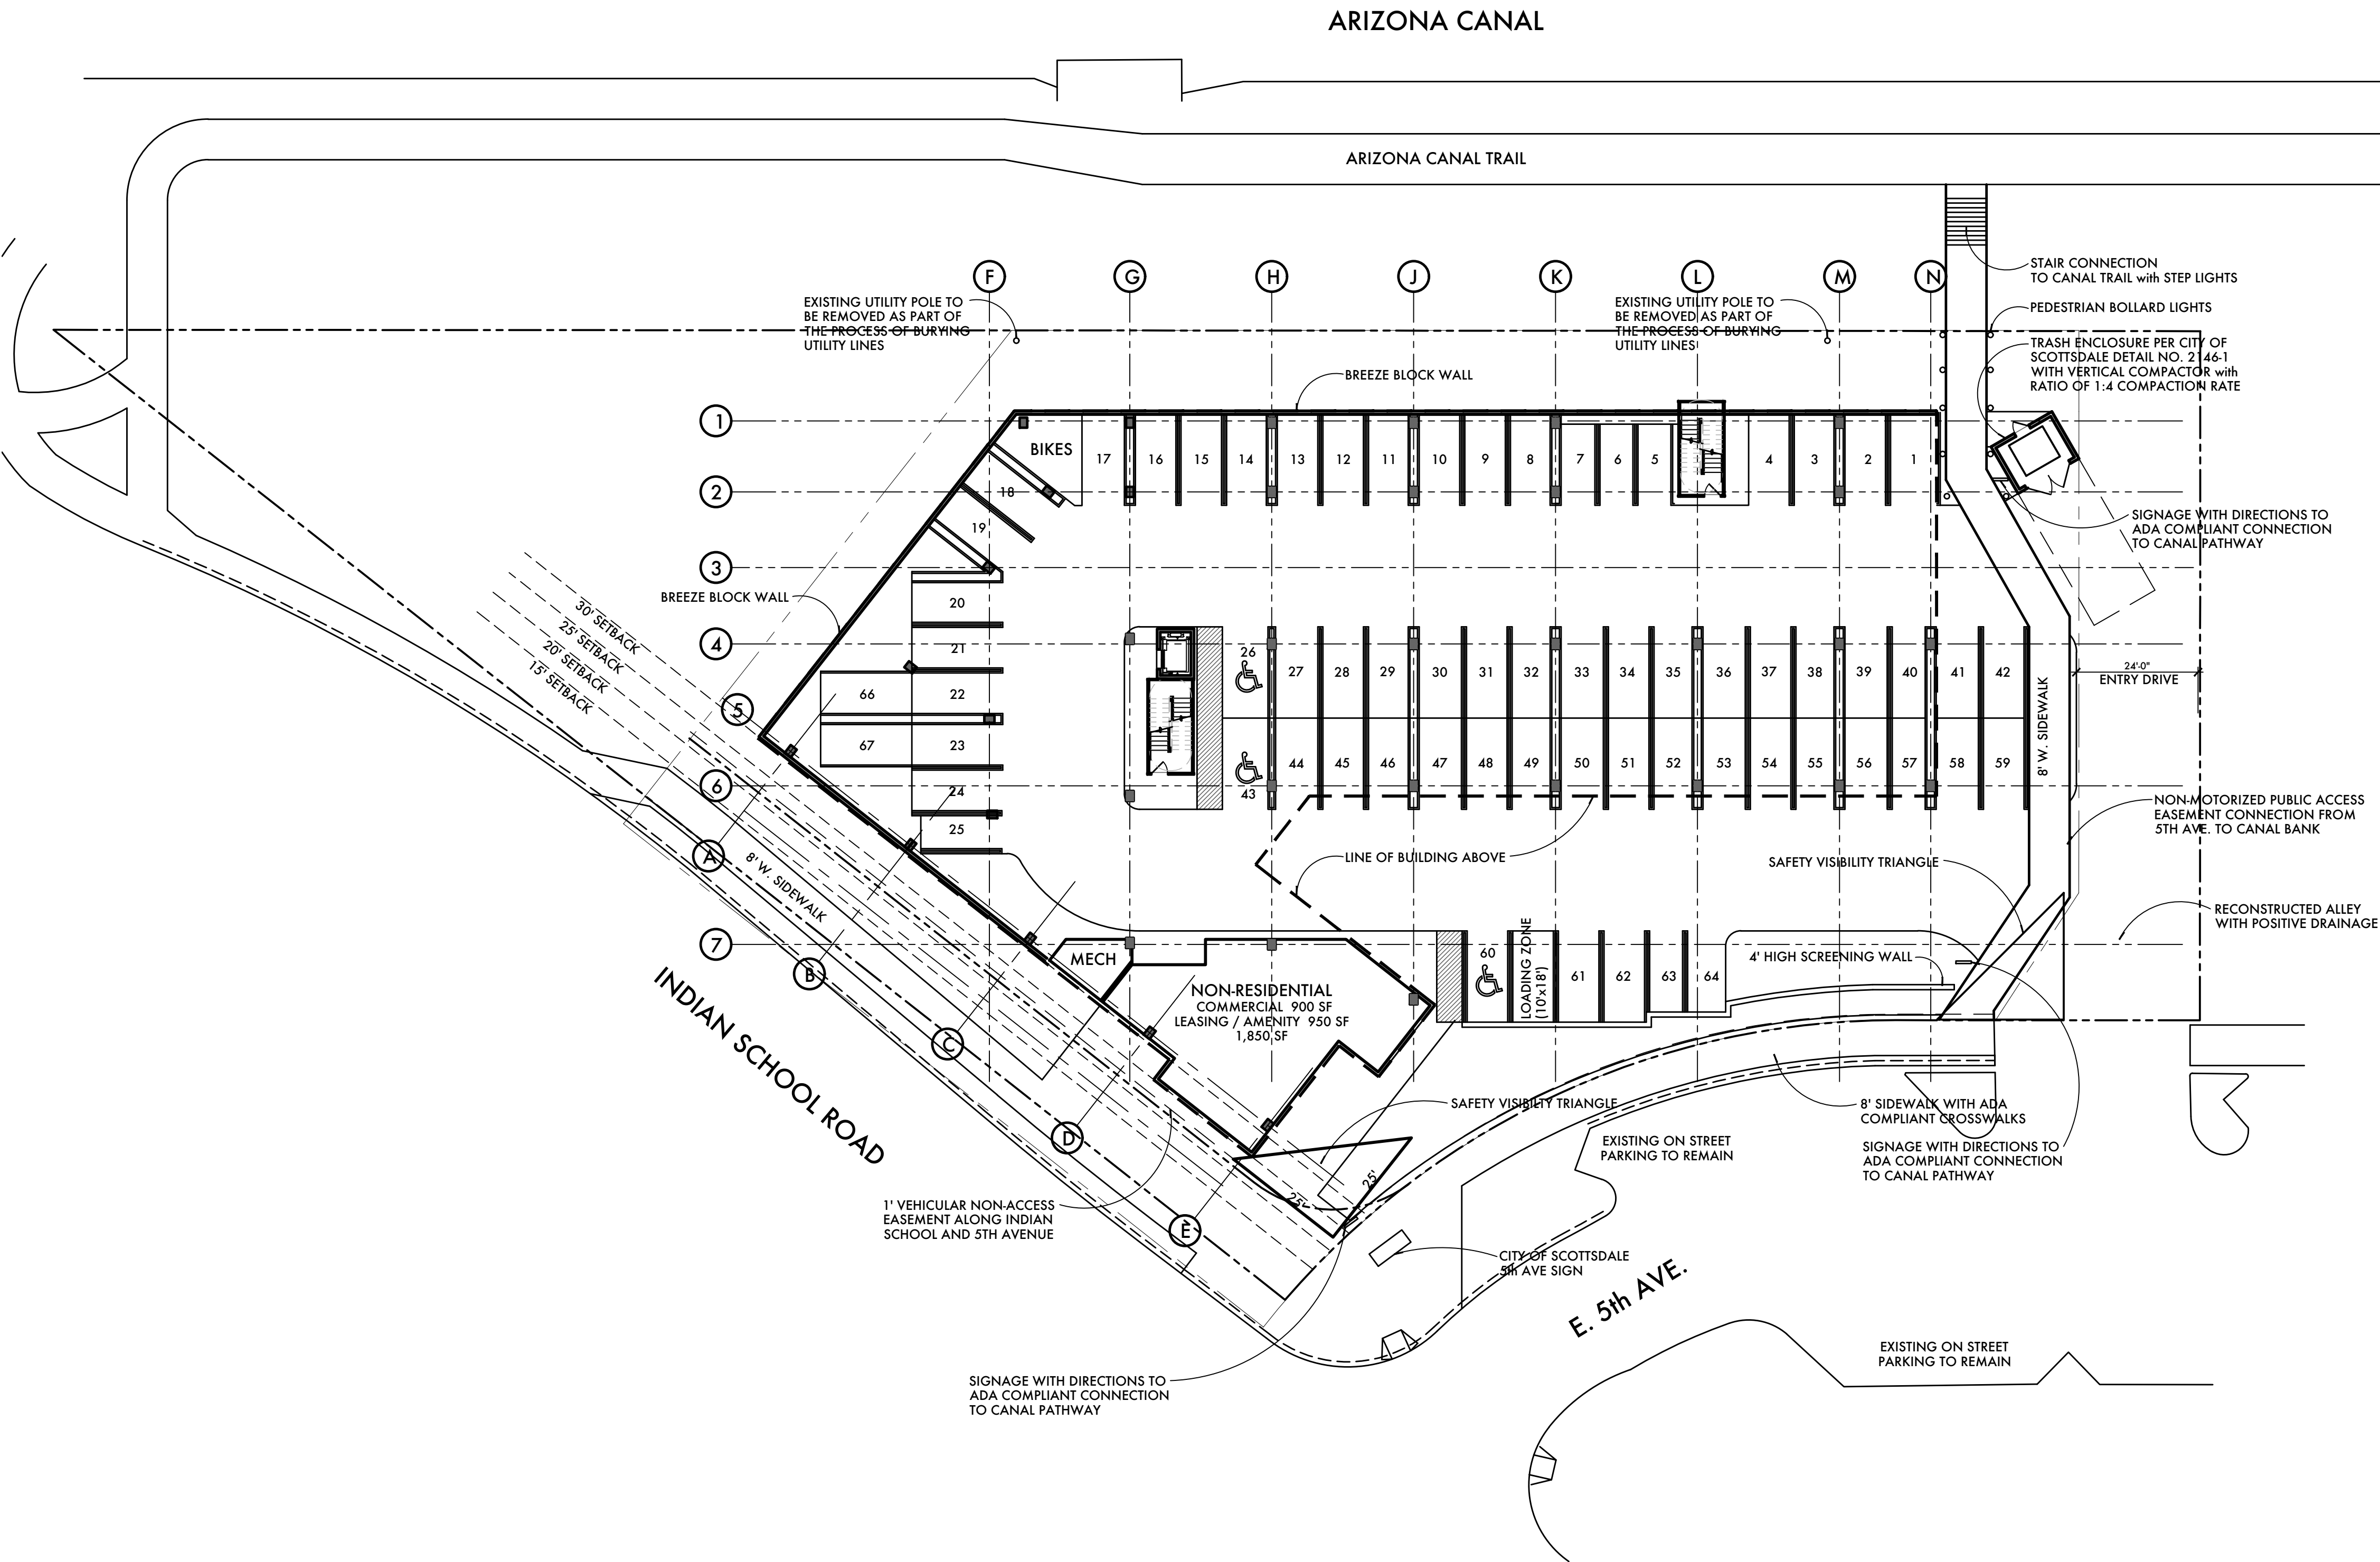 ARIZONA CANAL
ARIZONA CANAL TRAIL
STAIR CONNECTION
TO CANAL TRAIL with STEP LIGHTS
F
G
H
J
K
L
M
N
EXISTING UTILITY POLE TO
BE REMOVED AS PART OF
THE PROCESS OF BURYING
UTILITY LINES
EXISTING UTILITY POLE TO
BE REMOVED AS PART OF
THE PROCESS OF BURYING
UTILITY LINES
PEDESTRIAN BOLLARD LIGHTS
TRASH ENCLOSURE PER CITY OF
SCOTTSDALE DETAIL NO. 2146-1
WITH VERTICAL COMPACTOR with
RATIO OF 1:4 COMPACTION RATE
BREEZE BLOCK WALL
1
BIKES
17
16
15
14
13
12
11
10
9
8
7
6
5
4
3
2
1
2
18
19
SIGNAGE WITH DIRECTIONS TO
ADA COMPLIANT CONNECTION
TO CANAL PATHWAY
3
BREEZE BLOCK WALL
20
30' SETBACK
25' SETBACK
20' SETBACK
15' SETBACK
4
21
26
27
28
29
30
31
32
33
34
35
36
37
38
39
40
41
42
24'-0"
ENTRY DRIVE
8' W. SIDEWALK
66
22
5
67
23
43
44
45
46
47
48
49
50
51
52
53
54
55
56
57
58
59
6
24
25
NON-MOTORIZED PUBLIC ACCESS
EASEMENT CONNECTION FROM
5TH AVE. TO CANAL BANK
A
8' W. SIDEWALK
LINE OF BUILDING ABOVE
SAFETY VISIBILITY TRIANGLE
RECONSTRUCTED ALLEY
WITH POSITIVE DRAINAGE
7
B
MECH
60
LOADING ZONE
(10'x18')
61
62
63
64
4' HIGH SCREENING WALL
NON-RESIDENTIAL
COMMERCIAL 900 SF
LEASING / AMENITY 950 SF
1,850 SF
INDIAN SCHOOL ROAD
C
D
E
SAFETY VISIBILTY TRIANGLE
25'
25'
8' SIDEWALK WITH ADA
COMPLIANT CROSSWALKS
EXISTING ON STREET
PARKING TO REMAIN
SIGNAGE WITH DIRECTIONS TO
ADA COMPLIANT CONNECTION
TO CANAL PATHWAY
1' VEHICULAR NON-ACCESS
EASEMENT ALONG INDIAN
SCHOOL AND 5TH AVENUE
CITY OF SCOTTSDALE
5th AVE SIGN
E. 5th AVE.
EXISTING ON STREET
PARKING TO REMAIN
SIGNAGE WITH DIRECTIONS TO
ADA COMPLIANT CONNECTION
TO CANAL PATHWAY